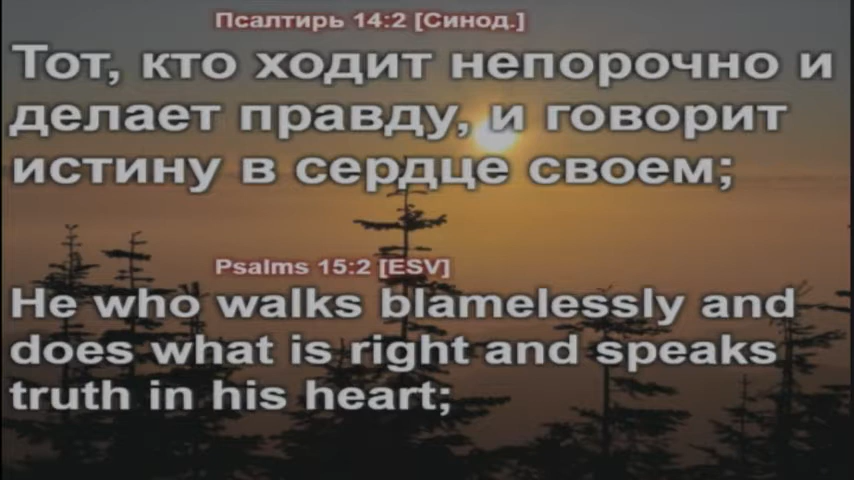 Псалтирь 14:2 [Синод.]
Тот, кто ходит непорочно и
делает правду, и говорит
истину в сердце своем;
Psalms 15:2 [ESV]
He who walks blamelessly and
does what is right and speaks
truth in his heart;